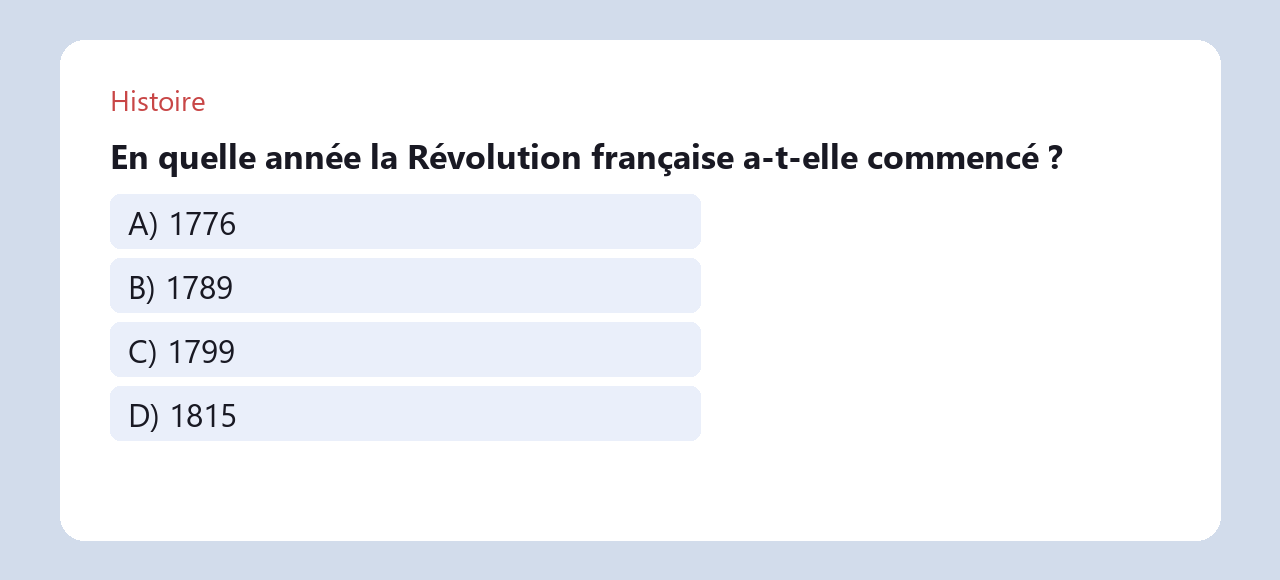 Histoire
En quelle année la Révolution française a-t-elle commencé ?
A) 1776
B) 1789
C) 1799
D) 1815